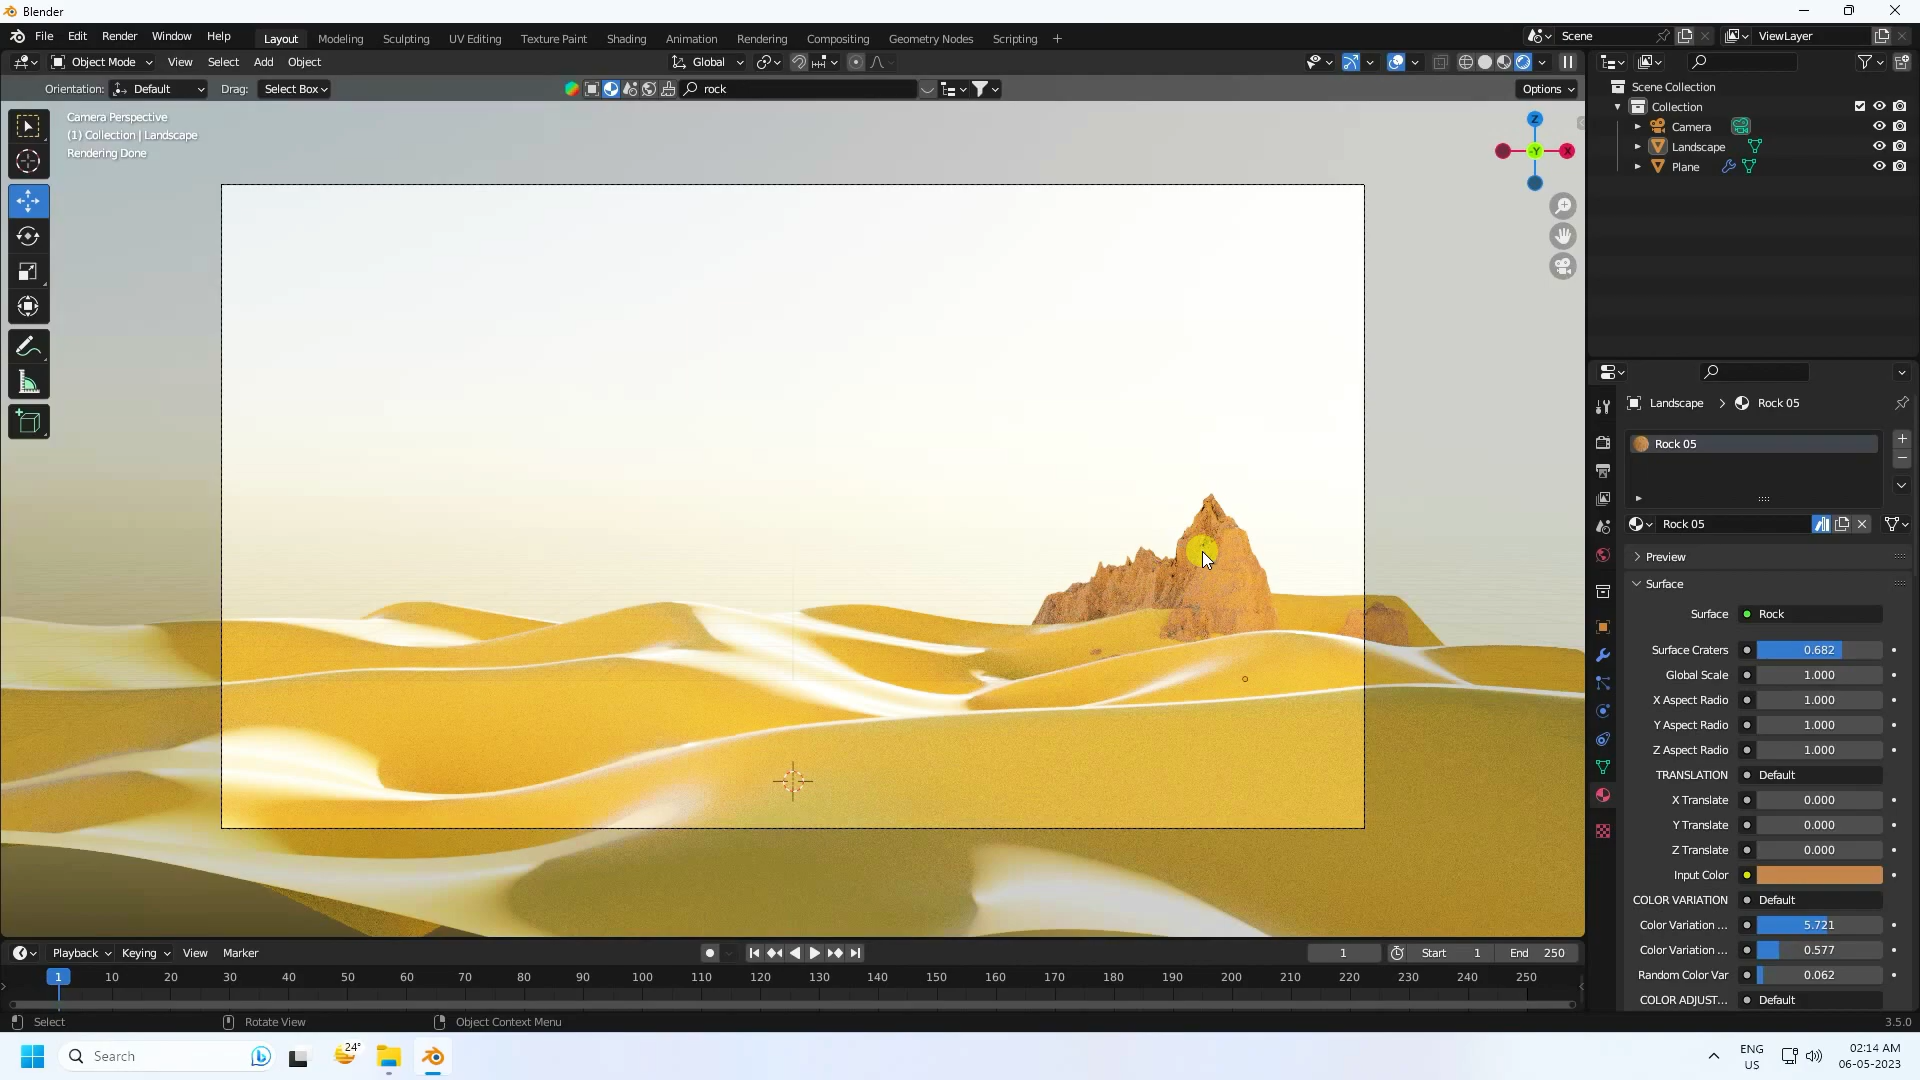 Blender
File Edit Render Window Help
Layout Modeling Sculpting UV Editing Texture Paint Shading Animation Rendering Compositing Geometry Nodes Scripting +
Scene
ViewLayer
Object Mode View Select Add Object
Global
Orientation: Default Drag: Select Box
rock
Options
Camera Perspective
(1) Collection | Landscape
Rendering Done
Z
X
-Y
Scene Collection
Collection
Camera
Landscape
Plane
Landscape > Rock 05
Rock 05
Rock 05
Preview
Surface
Surface Rock
Surface Craters 0.682
Global Scale 1.000
X Aspect Radio 1.000
Y Aspect Radio 1.000
Z Aspect Radio 1.000
TRANSLATION Default
X Translate 0.000
Y Translate 0.000
Z Translate 0.000
Input Color
COLOR VARIATION Default
Color Variation ... 5.721
Color Variation ... 0.577
Random Color Var 0.062
COLOR ADJUST... Default
Playback Keying View Marker
1 Start 1 End 250
1 10 20 30 40 50 60 70 80 90 100 110 120 130 140 150 160 170 180 190 200 210 220 230 240 250
Select Rotate View Object Context Menu
3.5.0
Search
24°
ENG
US
02:14 AM
06-05-2023